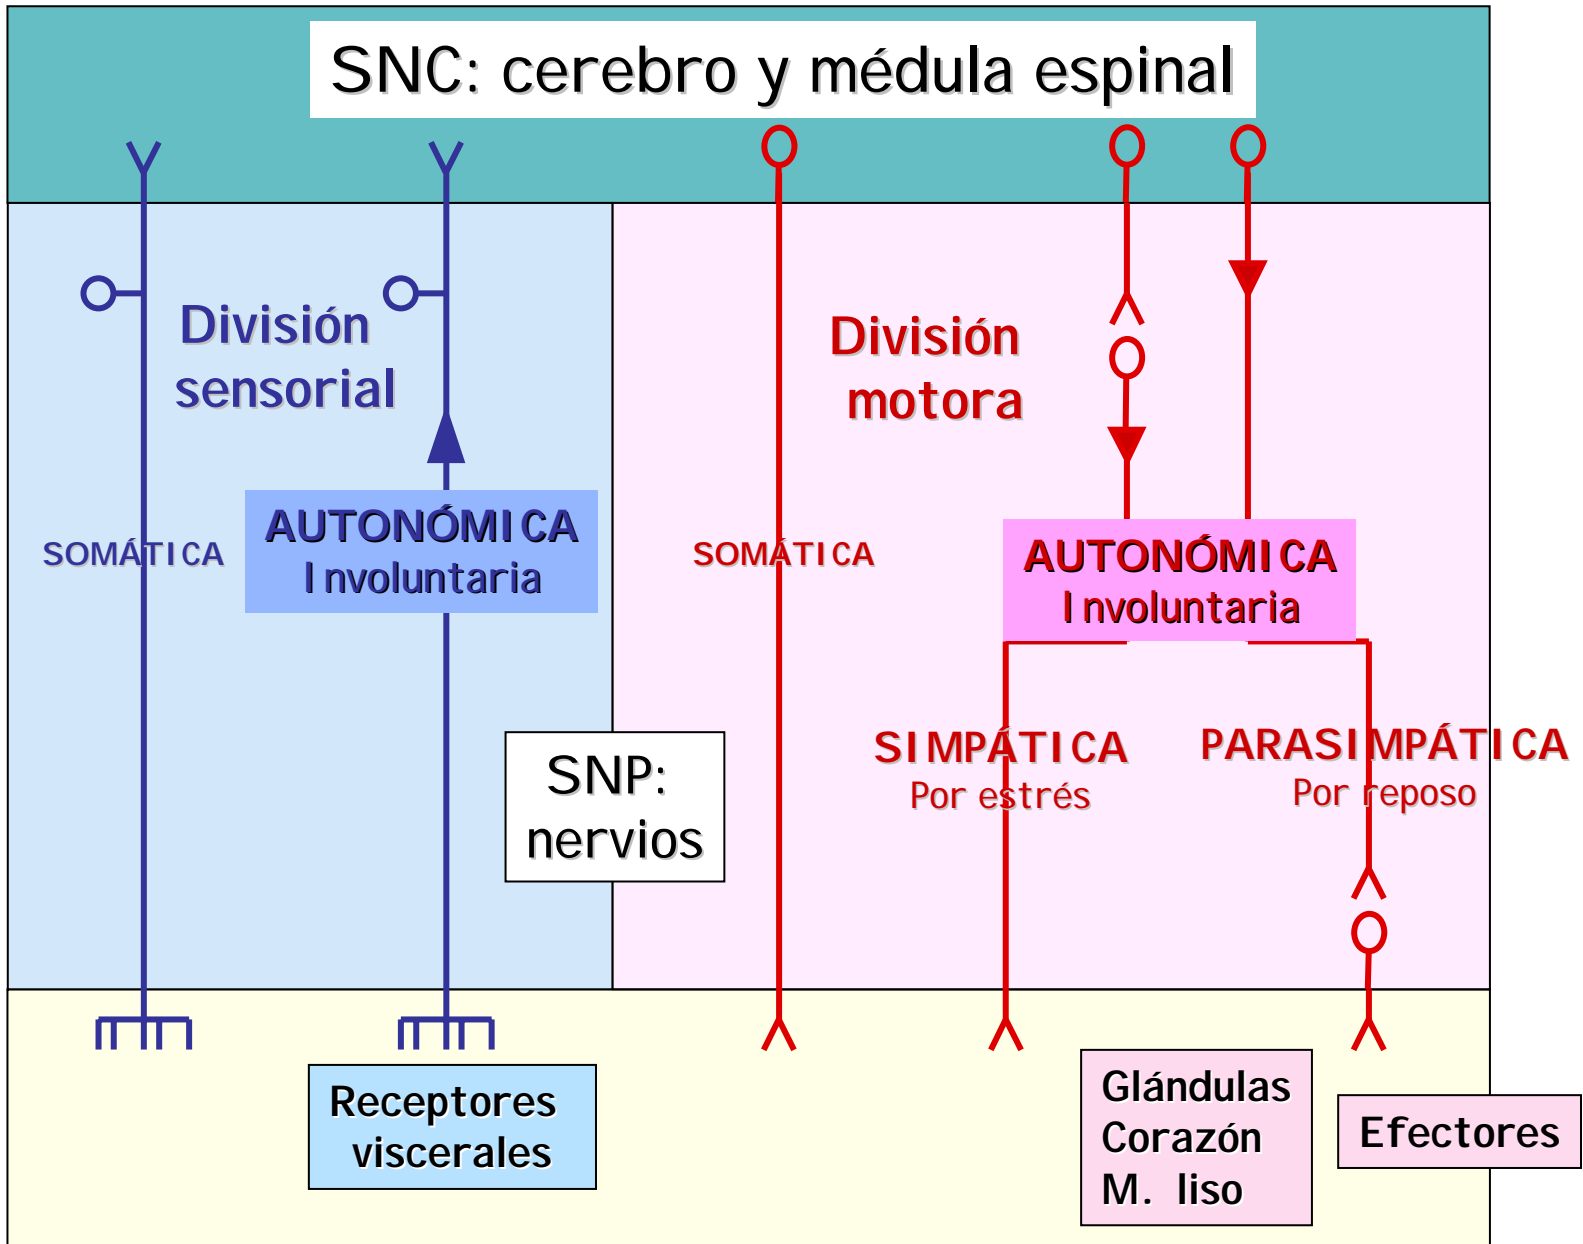 SNC: cerebro y médula espinal
División
sensorial
División
motora
SOMÁTICA
AUTONÓMICA
Involuntaria
SOMÁTICA
AUTONÓMICA
Involuntaria
SNP:
nervios
SIMPÁTICA
Por estrés
PARASIMPÁTICA
Por reposo
Receptores
viscerales
Glándulas
Corazón
M. liso
Efectores